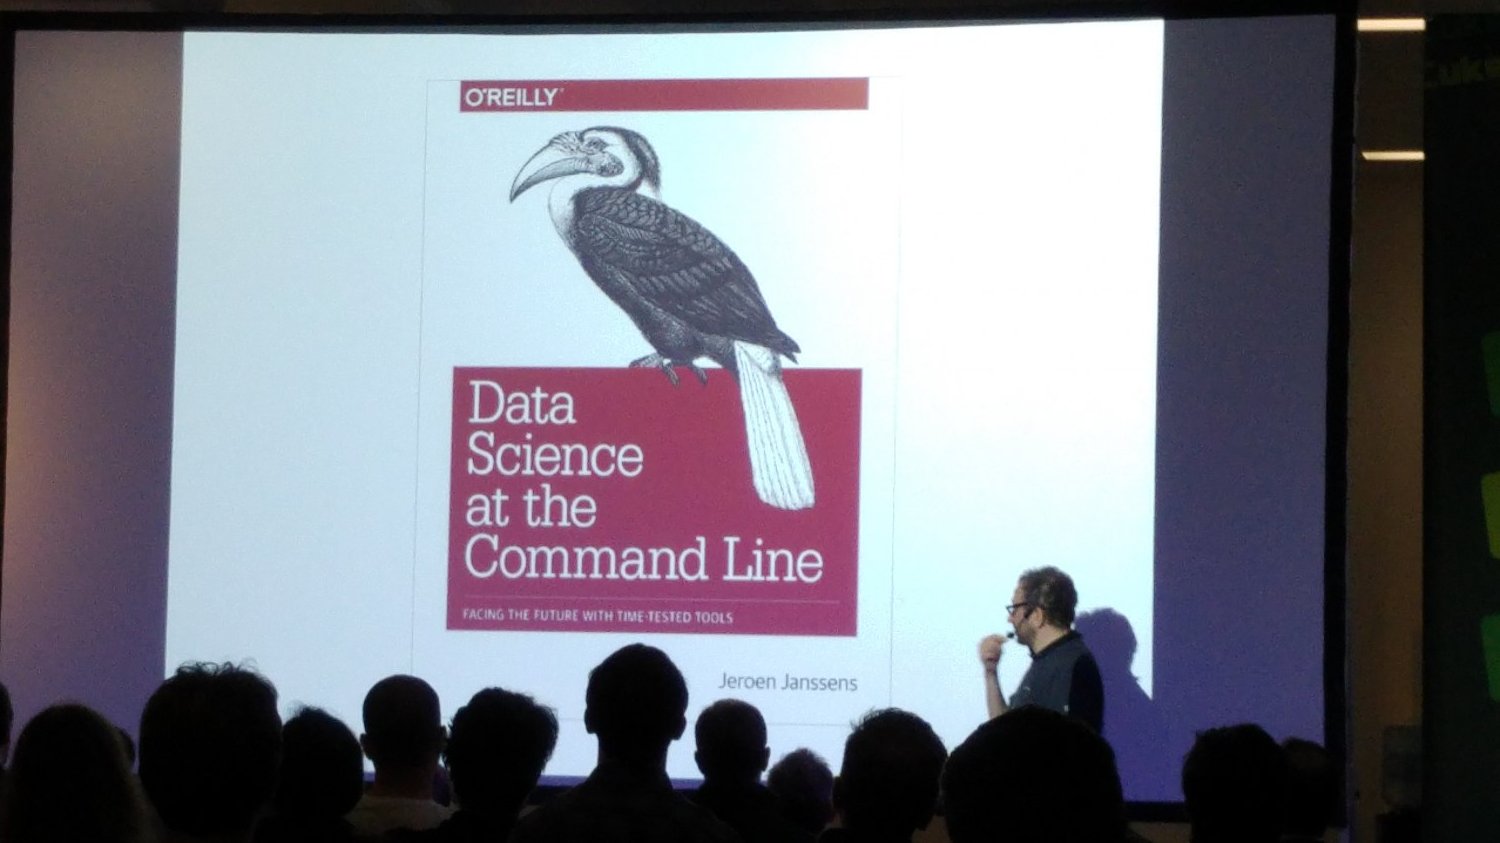 O'REILLY
Data
Science
at the
Command Line
FACING THE FUTURE WITH TIME-TESTED TOOLS
Jeroen Janssens